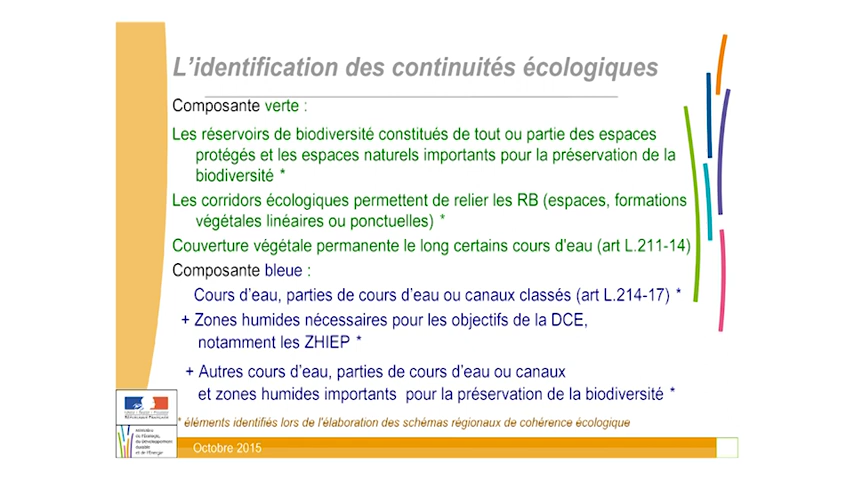 L'identification des continuités écologiques
Composante verte :
Les réservoirs de biodiversité constitués de tout ou partie des espaces
protégés et les espaces naturels importants pour la préservation de la
biodiversité *
Les corridors écologiques permettent de relier les RB (espaces, formations
végétales linéaires ou ponctuelles) *
Couverture végétale permanente le long certains cours d'eau (art L.211-14)
Composante bleue :
Cours d'eau, parties de cours d'eau ou canaux classés (art L.214-17) *
+ Zones humides nécessaires pour les objectifs de la DCE,
notamment les ZHIEP *
+ Autres cours d'eau, parties de cours d'eau ou canaux
et zones humides importants pour la préservation de la biodiversité *
* éléments identifiés lors de l'élaboration des schémas régionaux de cohérence écologique
RÉPUBLIQUE FRANÇAISE
Octobre 2015